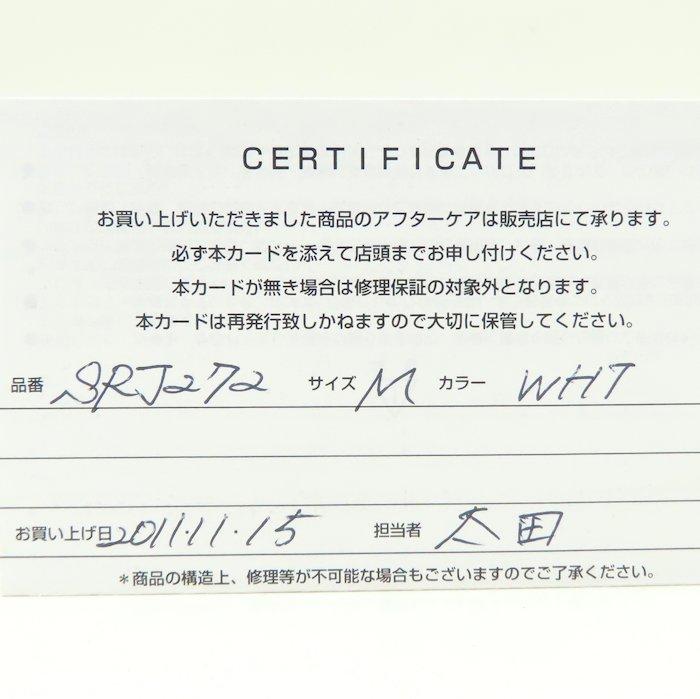 CERTIFICATE
お買い上げいただきました商品のアフターケアは販売店にて承ります。
必ず本カードを添えて店頭までお申し付けください。
本カードが無き場合は修理保証の対象外となります。
本カードは再発行致しかねますので大切に保管してください。
品番 SRJ272 サイズ M カラー WHT
お買い上げ日 2011.11.15 担当者 太田
*商品の構造上、修理等が不可能な場合もございますのでご了承ください。